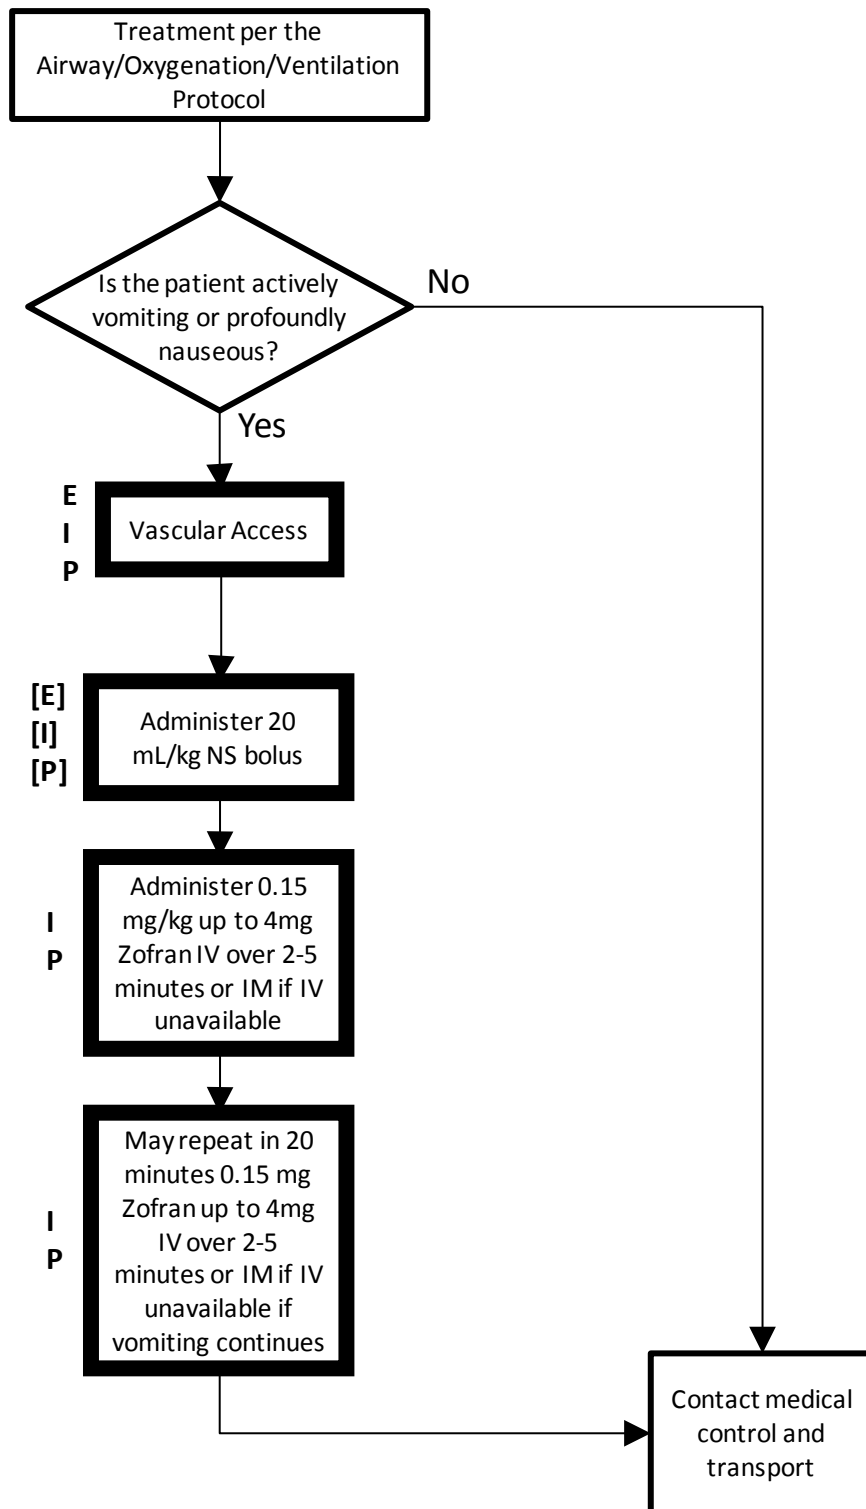 Treatment per the
Airway/Oxygenation/Ventilation
Protocol
Is the patient actively
vomiting or profoundly
nauseous?
No
Yes
E
I
P
Vascular Access
[E]
[I]
[P]
Administer 20
mL/kg NS bolus
I
P
Administer 0.15
mg/kg up to 4mg
Zofran IV over 2-5
minutes or IM if IV
unavailable
I
P
May repeat in 20
minutes 0.15 mg
Zofran up to 4mg
IV over 2-5
minutes or IM if IV
unavailable if
vomiting continues
Contact medical
control and
transport